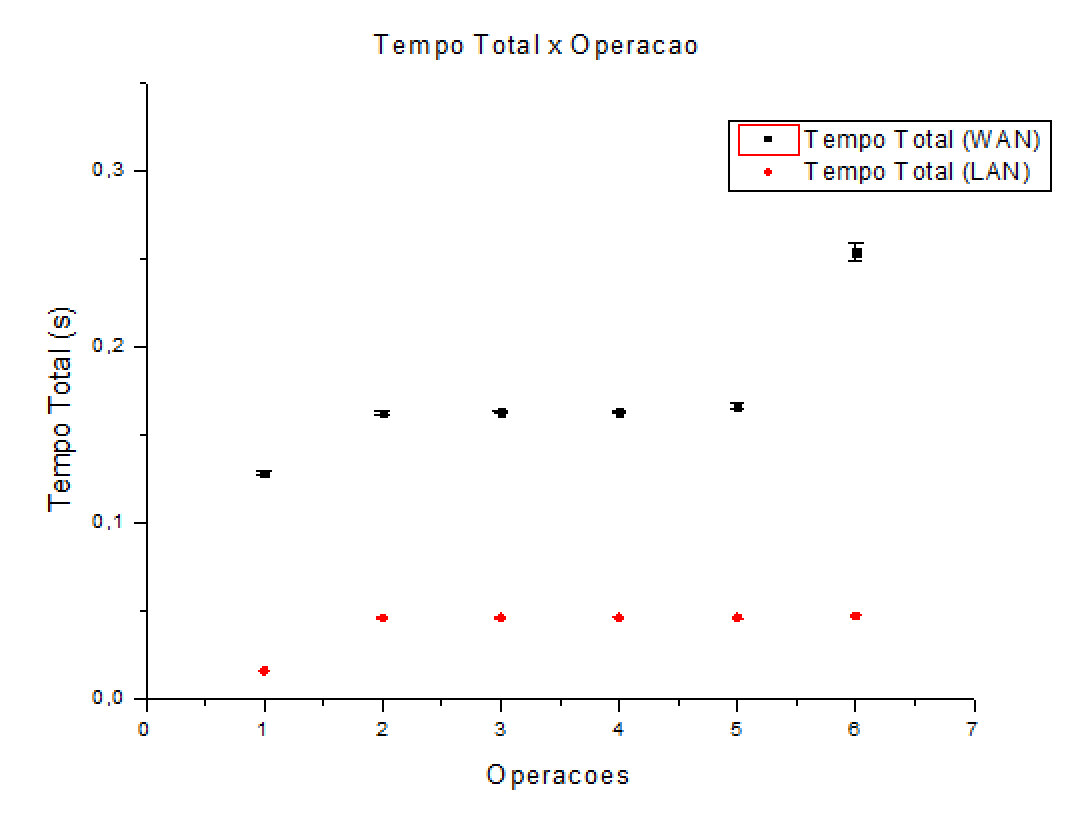 Tempo Total x Operacao
Tempo Total (WAN)
Tempo Total (LAN)
Tempo Total (s)
0,3
0,2
0,1
0,0
0 1 2 3 4 5 6 7
Operacoes